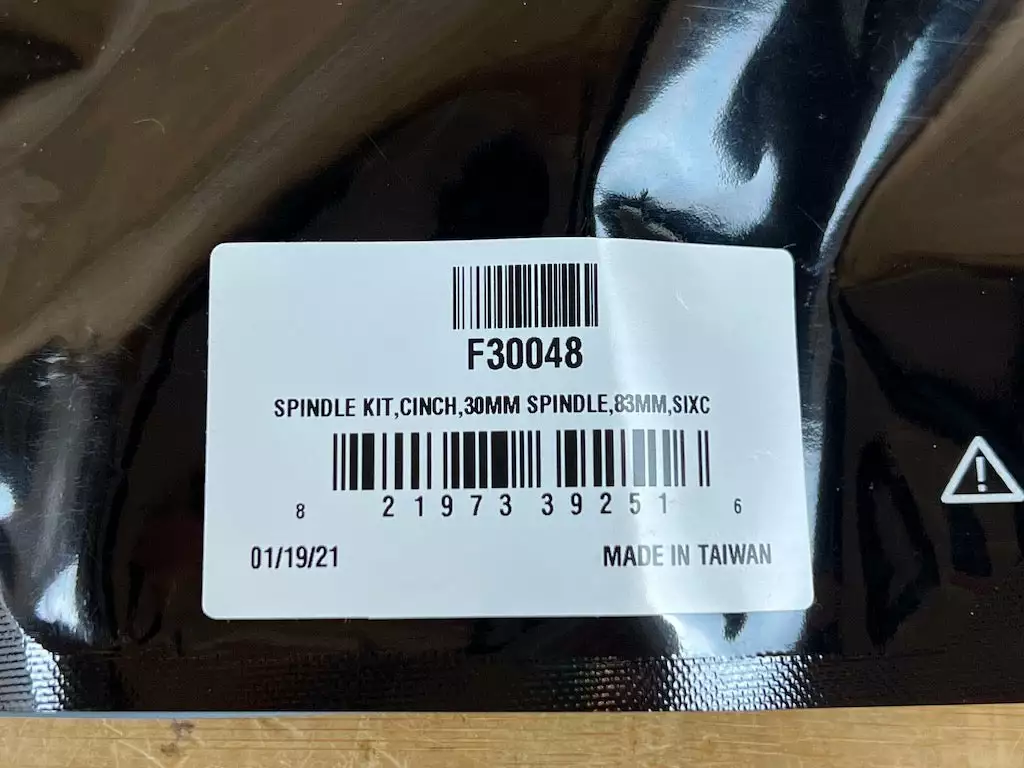 F30048
SPINDLE KIT,CINCH,30MM SPINDLE,83MM,SIXC
8 21973 39251 6
01/19/21 MADE IN TAIWAN